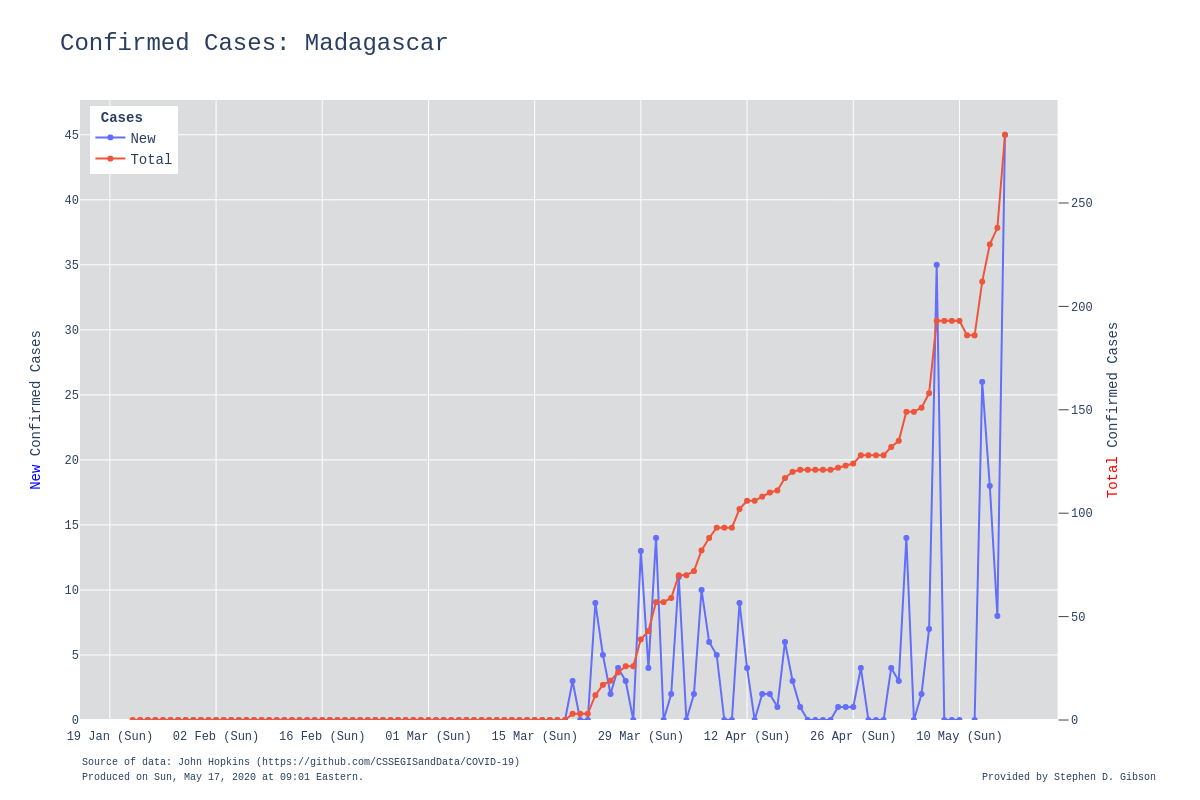 Confirmed Cases: Madagascar
Cases
New
Total
45
40
35
30
25
20
15
10
5
0
250
200
150
100
50
0
New Confirmed Cases
Total Confirmed Cases
19 Jan (Sun)
02 Feb (Sun)
16 Feb (Sun)
01 Mar (Sun)
15 Mar (Sun)
29 Mar (Sun)
12 Apr (Sun)
26 Apr (Sun)
10 May (Sun)
Source of data: John Hopkins (https://github.com/CSSEGISandData/COVID-19)
Produced on Sun, May 17, 2020 at 09:01 Eastern.
Provided by Stephen D. Gibson